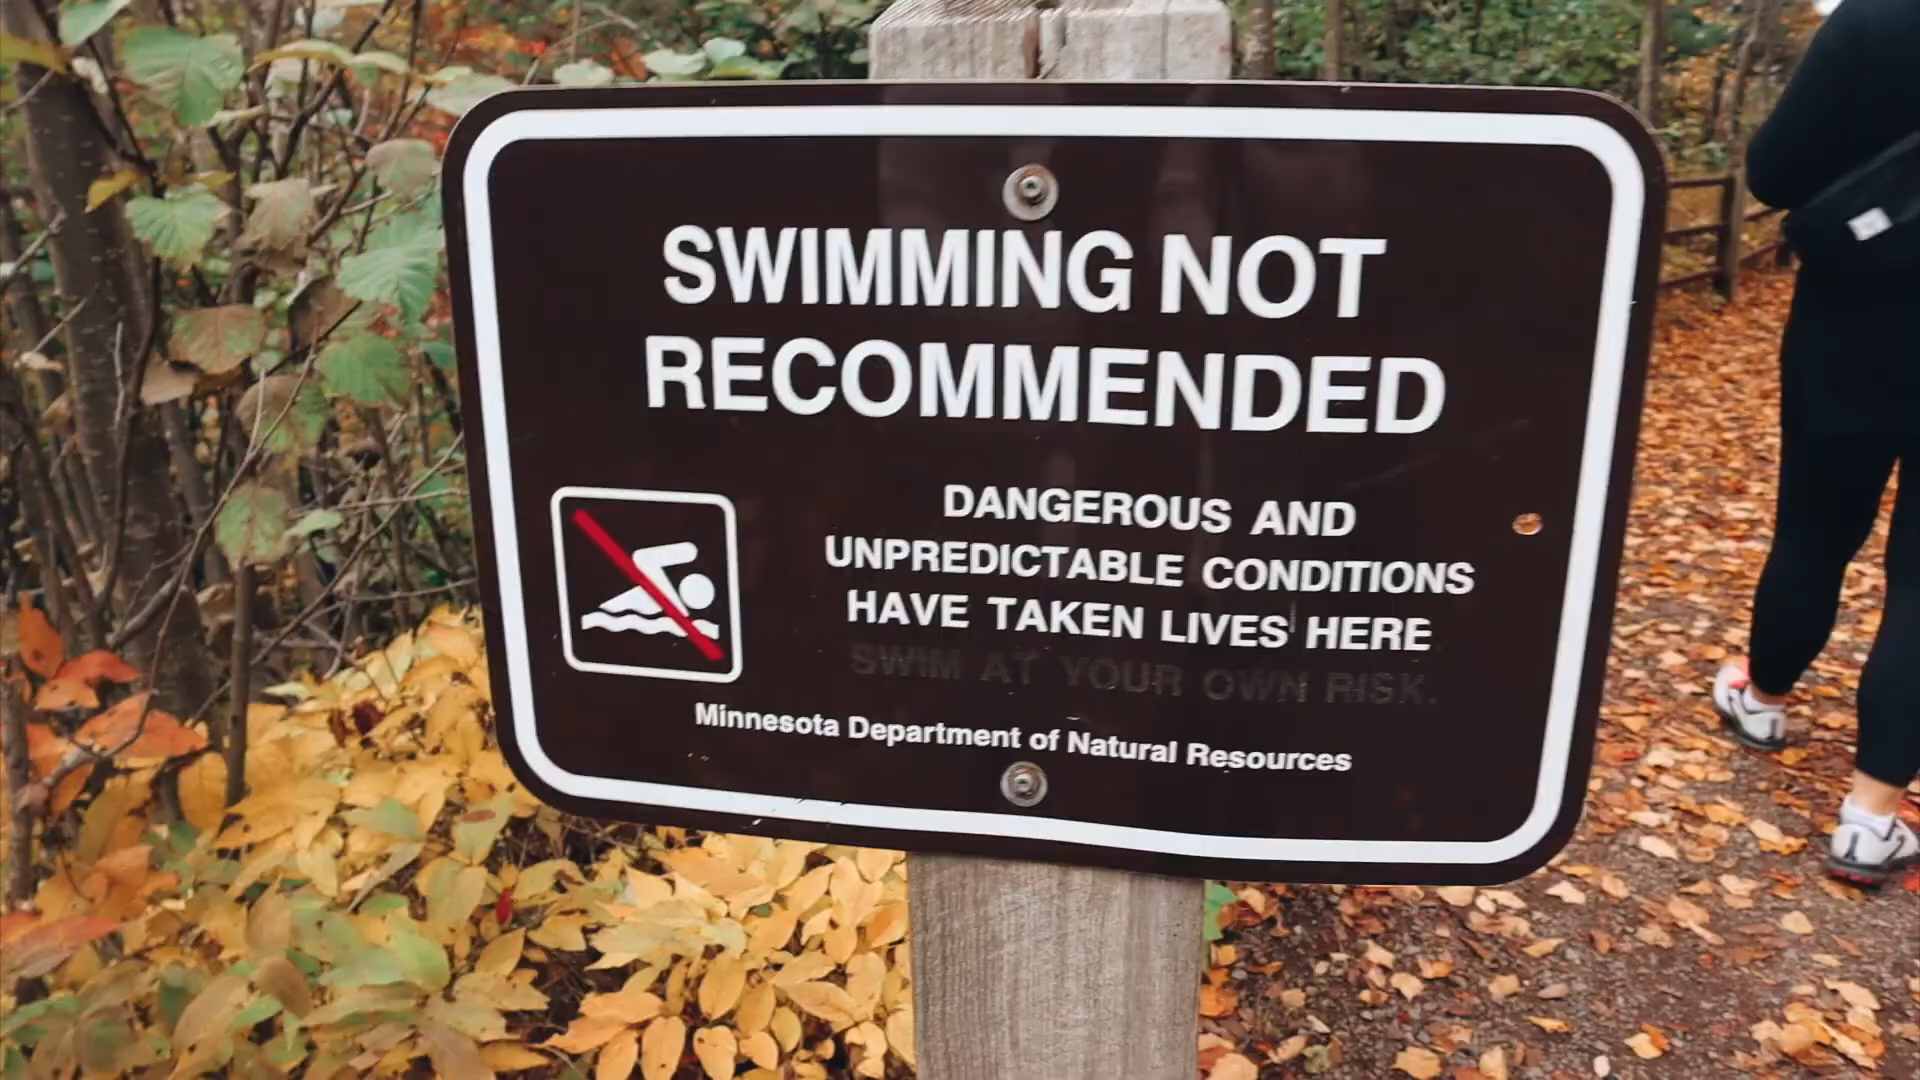 SWIMMING NOT
RECOMMENDED
DANGEROUS AND
UNPREDICTABLE CONDITIONS
HAVE TAKEN LIVES HERE
SWIM AT YOUR OWN RISK.
Minnesota Department of Natural Resources